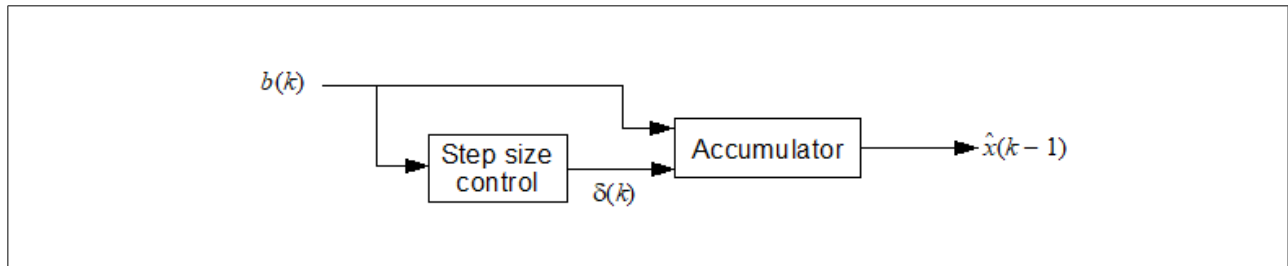 b(k)
Step size
control
δ(k)
Accumulator
x̂(k − 1)